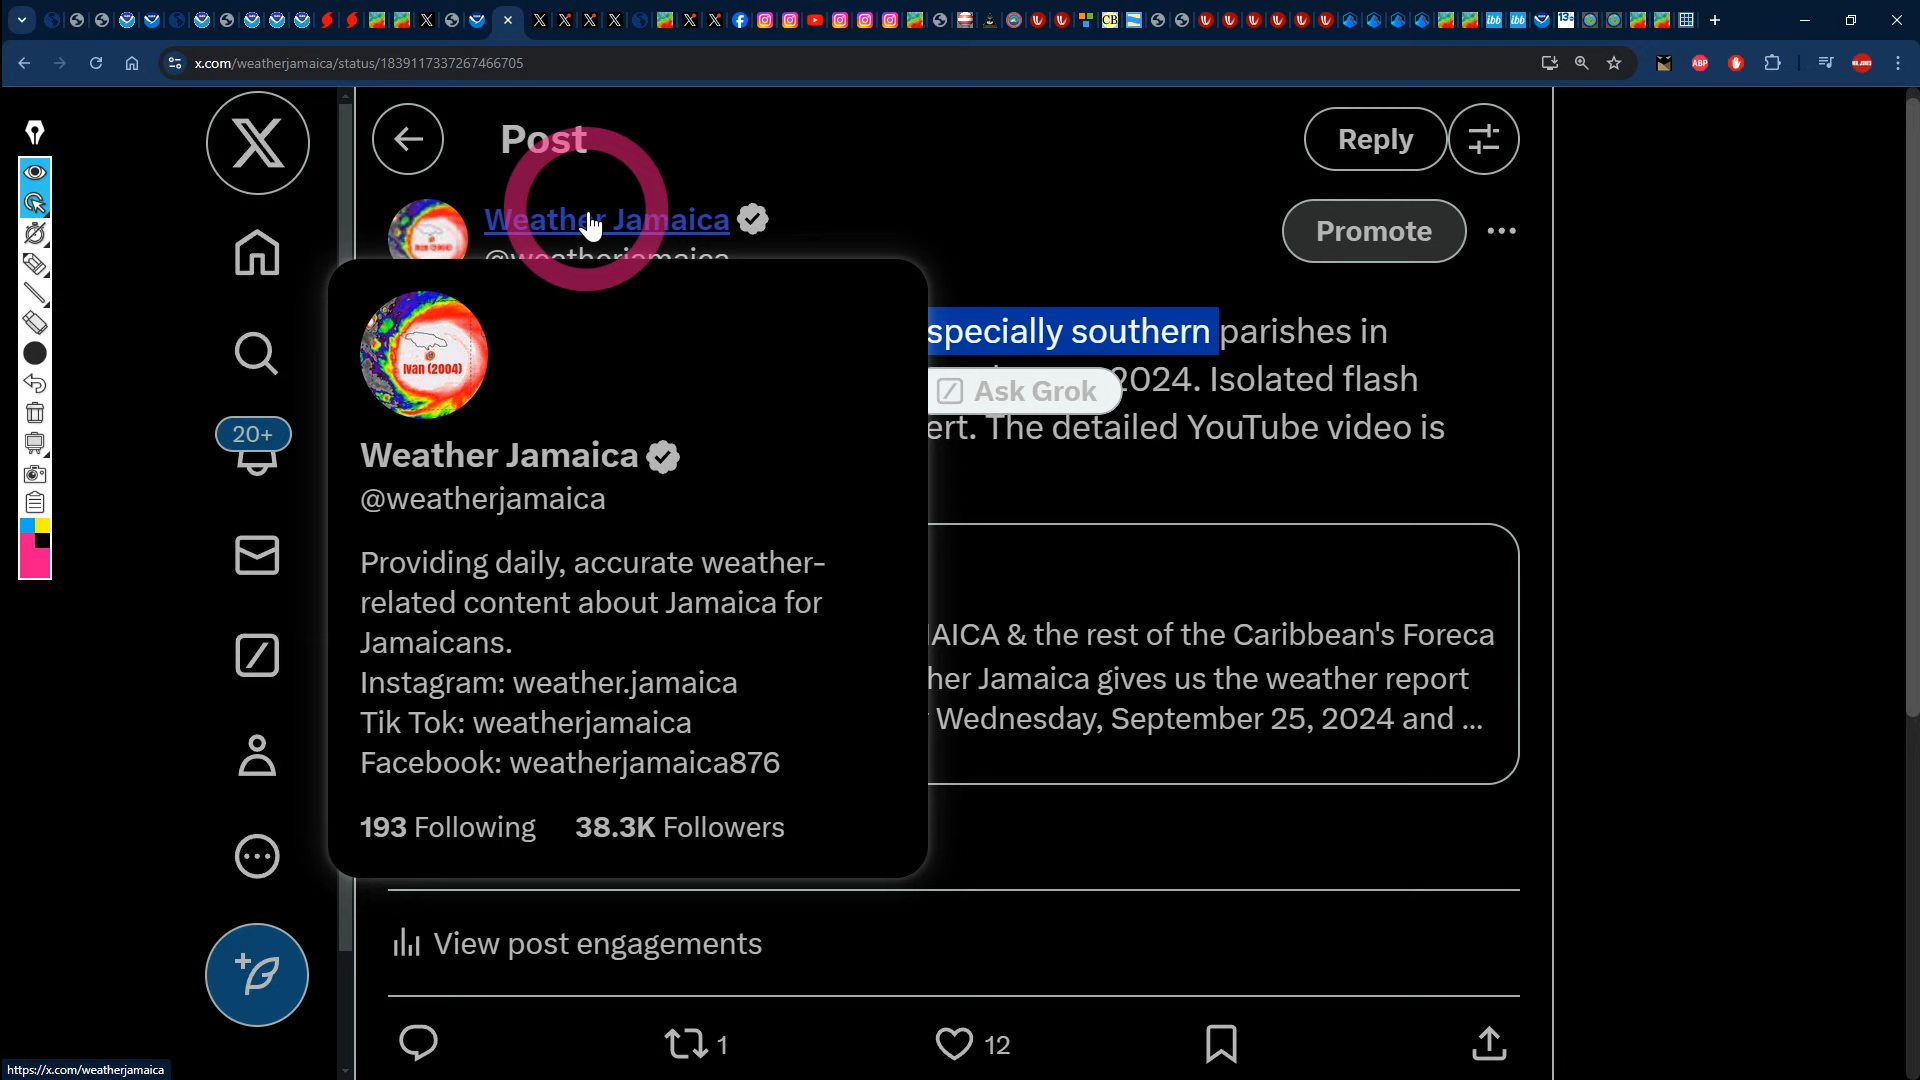 x.com/weatherjamaica/status/1839117337267466705
Post
Reply
Weather Jamaica
@weatherjamaica
Promote
specially southern parishes in
2024. Isolated flash
Ask Grok
ert. The detailed YouTube video is
Ivan (2004)
20+
Weather Jamaica
@weatherjamaica
Providing daily, accurate weather-
related content about Jamaica for
Jamaicans.
Instagram: weather.jamaica
Tik Tok: weatherjamaica
Facebook: weatherjamaica876
193 Following 38.3K Followers
AICA & the rest of the Caribbean's Foreca
her Jamaica gives us the weather report
Wednesday, September 25, 2024 and ...
View post engagements
1
12
https://x.com/weatherjamaica